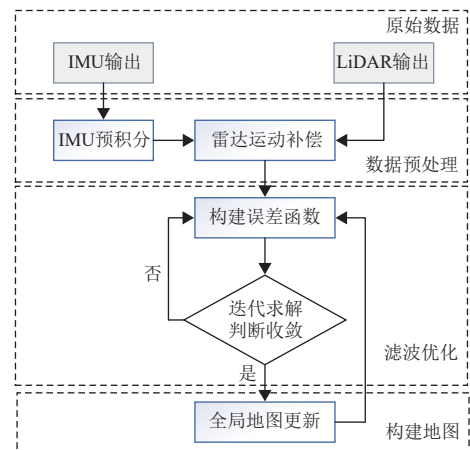 原始数据
IMU输出
LiDAR输出
IMU预积分
雷达运动补偿
数据预处理
构建误差函数
否
迭代求解
判断收敛
滤波优化
是
全局地图更新
构建地图